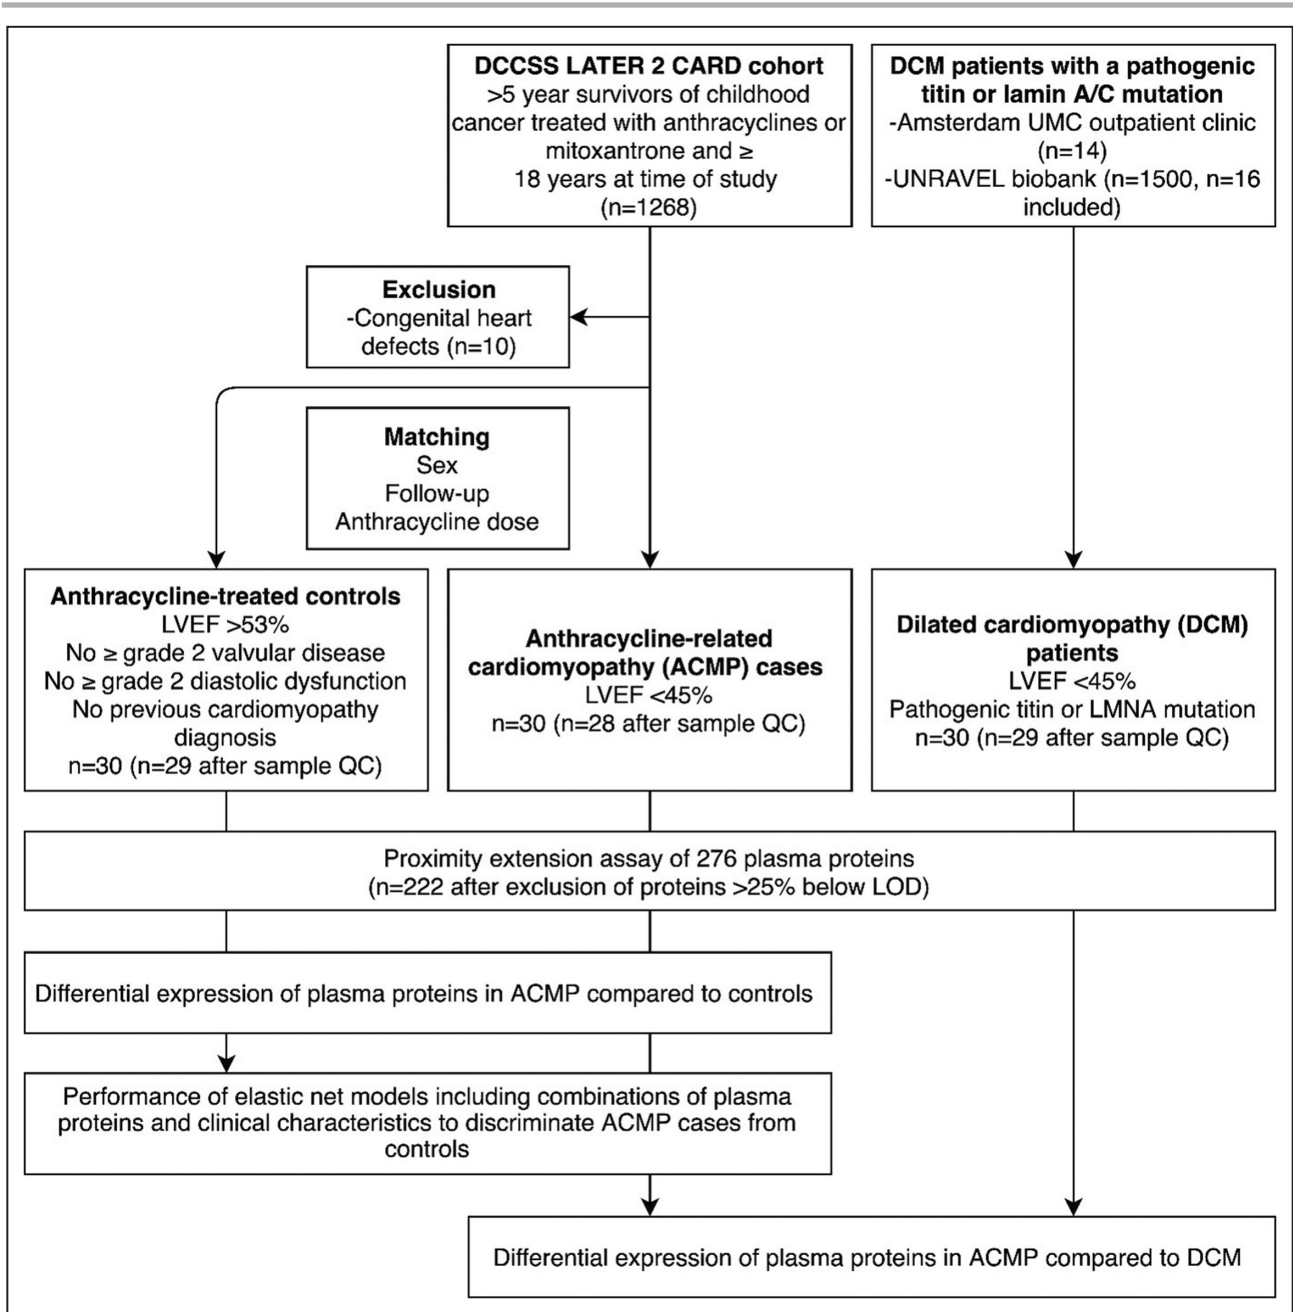 DCCSS LATER 2 CARD cohort
>5 year survivors of childhood
cancer treated with anthracyclines or
mitoxantrone and ≥
18 years at time of study
(n=1268)
DCM patients with a pathogenic
titin or lamin A/C mutation
-Amsterdam UMC outpatient clinic
(n=14)
-UNRAVEL biobank (n=1500, n=16
included)
Exclusion
-Congenital heart
defects (n=10)
Matching
Sex
Follow-up
Anthracycline dose
Anthracycline-treated controls
LVEF >53%
No ≥ grade 2 valvular disease
No ≥ grade 2 diastolic dysfunction
No previous cardiomyopathy
diagnosis
n=30 (n=29 after sample QC)
Anthracycline-related
cardiomyopathy (ACMP) cases
LVEF <45%
n=30 (n=28 after sample QC)
Dilated cardiomyopathy (DCM)
patients
LVEF <45%
Pathogenic titin or LMNA mutation
n=30 (n=29 after sample QC)
Proximity extension assay of 276 plasma proteins
(n=222 after exclusion of proteins >25% below LOD)
Differential expression of plasma proteins in ACMP compared to controls
Performance of elastic net models including combinations of plasma
proteins and clinical characteristics to discriminate ACMP cases from
controls
Differential expression of plasma proteins in ACMP compared to DCM